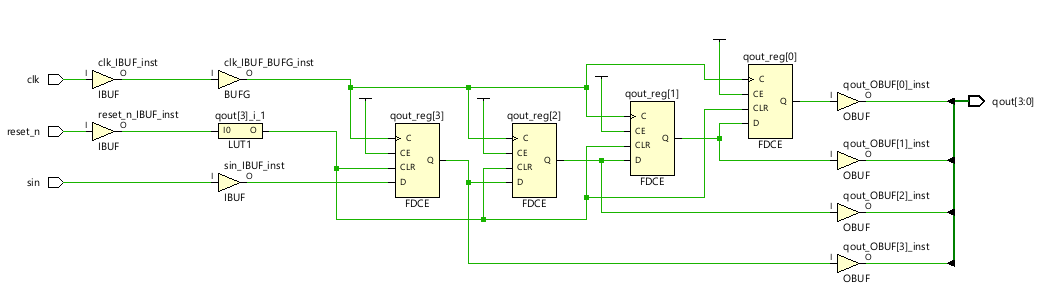 clk
clk_IBUF_inst
I
O
IBUF
clk_IBUF_BUFG_inst
I
O
BUFG
reset_n
reset_n_IBUF_inst
I
O
IBUF
qout[3]_i_1
I0
O
LUT1
sin
sin_IBUF_inst
I
O
IBUF
qout_reg[3]
C
CE
CLR
D
Q
FDCE
qout_reg[2]
C
CE
CLR
D
Q
FDCE
qout_reg[1]
C
CE
CLR
D
Q
FDCE
qout_reg[0]
C
CE
CLR
D
Q
FDCE
qout_OBUF[0]_inst
I
O
OBUF
qout_OBUF[1]_inst
I
O
OBUF
qout_OBUF[2]_inst
I
O
OBUF
qout_OBUF[3]_inst
I
O
OBUF
qout[3:0]